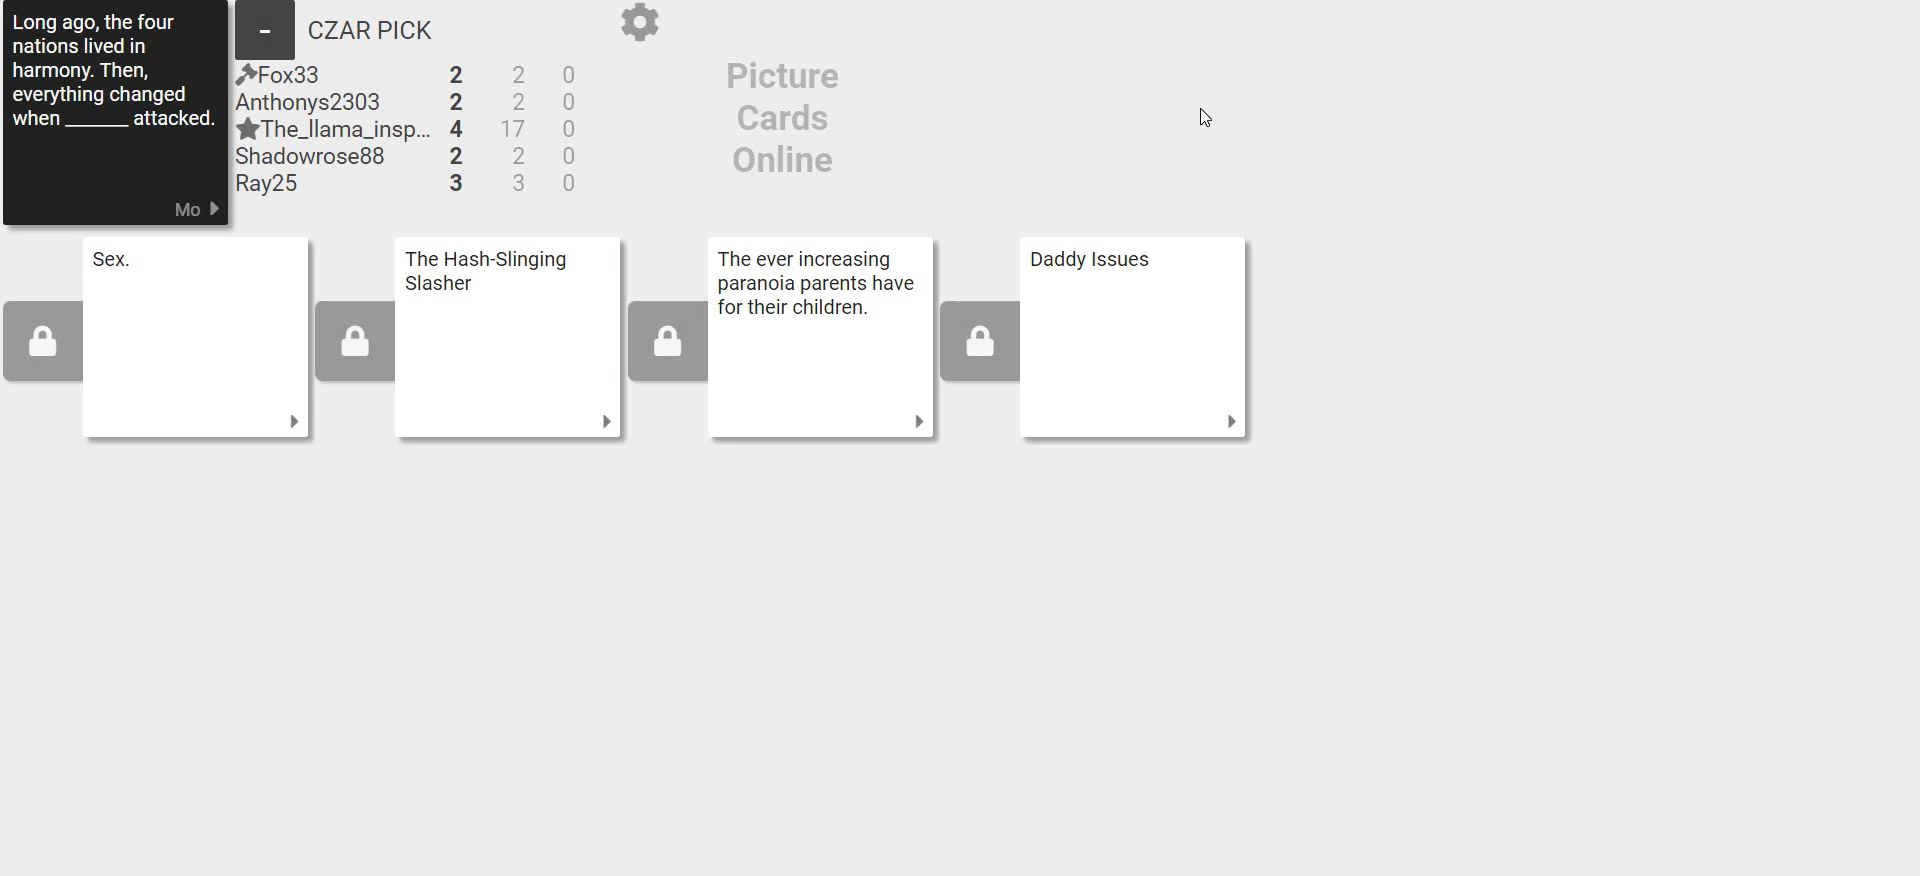 Long ago, the four
nations lived in
harmony. Then,
everything changed
when ______ attacked.
Mo
-
CZAR PICK
Fox33 2 2 0
Anthonys2303 2 2 0
The_llama_insp... 4 17 0
Shadowrose88 2 2 0
Ray25 3 3 0
Picture
Cards
Online
Sex.
The Hash-Slinging
Slasher
The ever increasing
paranoia parents have
for their children.
Daddy Issues